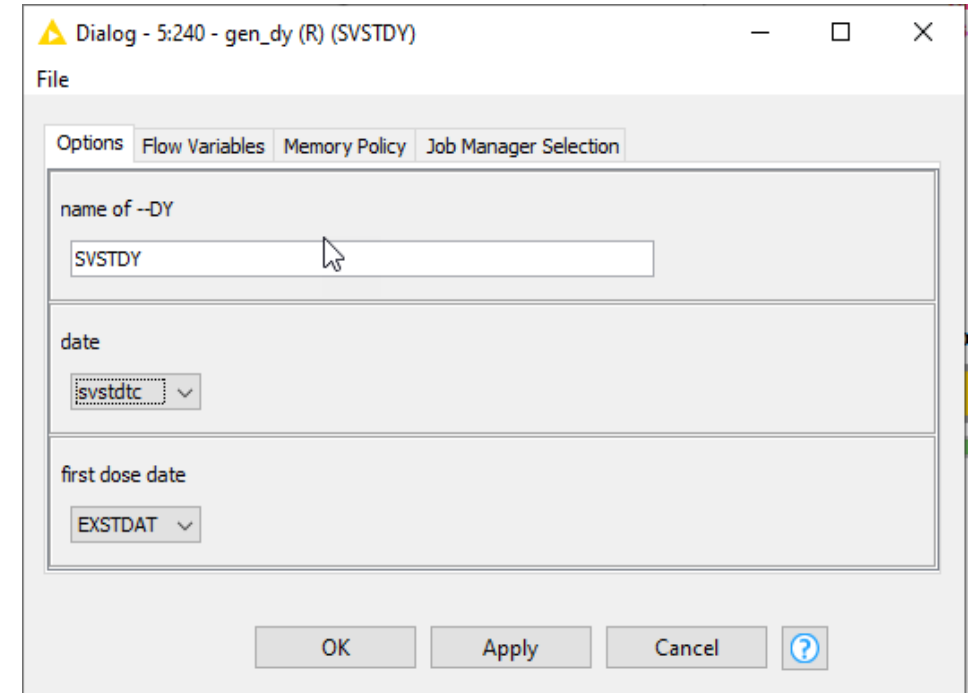 Dialog - 5:240 - gen_dy (R) (SVSTDY)
File
Options Flow Variables Memory Policy Job Manager Selection
name of --DY
SVSTDY
date
svstdtc
first dose date
EXSTDAT
OK Apply Cancel ?